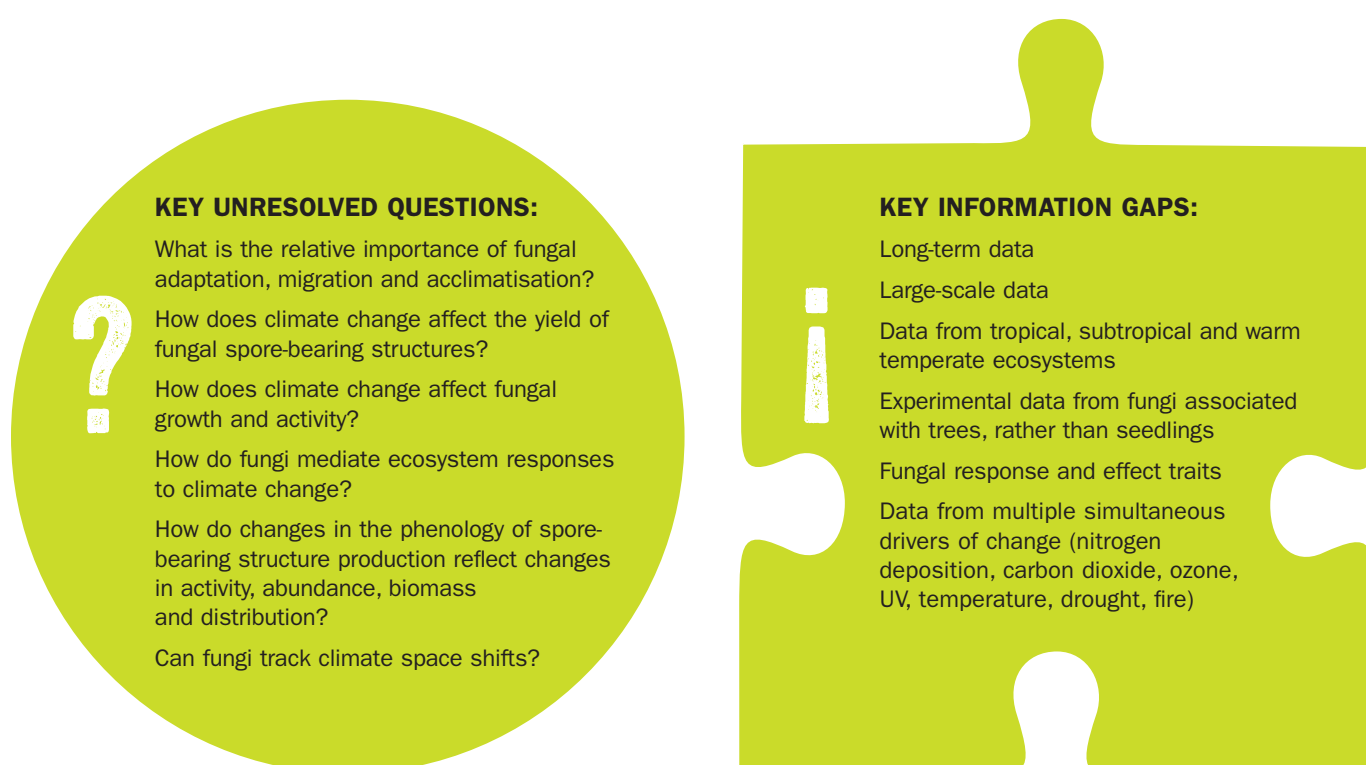 KEY UNRESOLVED QUESTIONS:
What is the relative importance of fungal
adaptation, migration and acclimatisation?
How does climate change affect the yield of
fungal spore-bearing structures?
How does climate change affect fungal
growth and activity?
How do fungi mediate ecosystem responses
to climate change?
How do changes in the phenology of spore-
bearing structure production reflect changes
in activity, abundance, biomass
and distribution?
Can fungi track climate space shifts?
?
KEY INFORMATION GAPS:
Long-term data
Large-scale data
Data from tropical, subtropical and warm
temperate ecosystems
Experimental data from fungi associated
with trees, rather than seedlings
Fungal response and effect traits
Data from multiple simultaneous
drivers of change (nitrogen
deposition, carbon dioxide, ozone,
UV, temperature, drought, fire)
¡